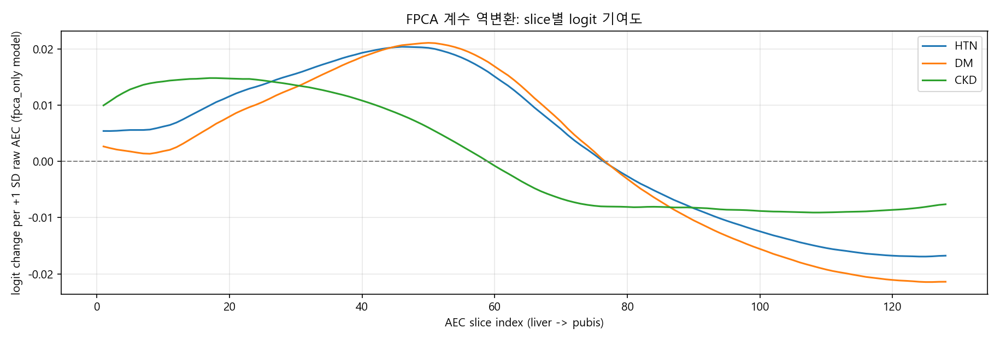 FPCA 계수 역변환: slice별 logit 기여도
logit change per +1 SD raw AEC (fpca_only model)
0.02
0.01
0.00
-0.01
-0.02
HTN
DM
CKD
0 20 40 60 80 100 120
AEC slice index (liver -> pubis)